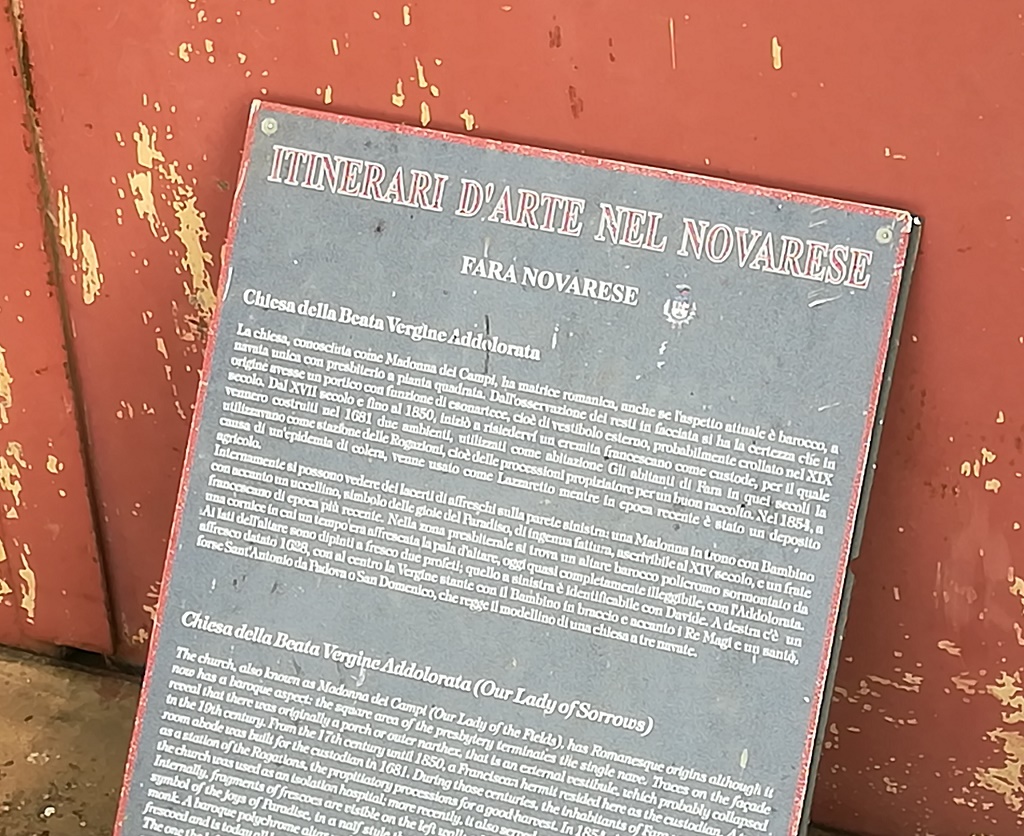 ITINERARI D'ARTE NEL NOVARESE
FARA NOVARESE
Chiesa della Beata Vergine Addolorata
La chiesa, conosciuta come Madonna dei Campi, ha matrice romanica, anche se l'aspetto attuale è barocco, a
navata unica con presbiterio a pianta quadrata. Dall'osservazione dei resti in facciata si ha la certezza che in
origine avesse un portico con funzione di esonartece, cioè di vestibolo esterno, probabilmente crollato nel XIX
secolo. Dal XVII secolo e fino al 1850, iniziò a risiedervi un eremita francescano come custode, per il quale
vennero costruiti nel 1681 due ambienti, utilizzati come abitazione Gli abitanti di Fara in quei secoli la
utilizzavano come stazione delle Rogazioni, cioè delle processioni propiziatorie per un buon raccolto. Nel 1854, a
causa di un'epidemia di colera, venne usato come Lazzaretto mentre in epoca recente è stato un deposito
agricolo.
Internamente si possono vedere dei lacerti di affreschi sulla parete sinistra: una Madonna in trono con Bambino
con accanto un uccellino, simbolo delle gioie del Paradiso, di ingenua fattura, ascrivibile al XIV secolo, e un frate
francescano di epoca più recente. Nella zona presbiteriale si trova un altare barocco policromo sormontato da
una cornice in cui un tempo era affrescata la pala d'altare, oggi quasi completamente illeggibile, con l'Addolorata.
Ai lati dell'altare sono dipinti a fresco due profeti; quello a sinistra è identificabile con Davide. A destra c'è un
affresco datato 1628, con al centro la Vergine stante con il Bambino in braccio e accanto i Re Magi e un santo,
forse Sant'Antonio da Padova o San Domenico, che regge il modellino di una chiesa a tre navate.
Chiesa della Beata Vergine Addolorata (Our Lady of Sorrows)
The church, also known as Madonna dei Campi (Our Lady of the Fields), has Romanesque origins although it
now has a baroque aspect: the square area of the presbytery terminates the single nave. Traces on the façade
reveal that there was originally a porch or outer narthex, that is an external vestibule, which probably collapsed
in the 19th century. From the 17th century until 1850, a Franciscan hermit resided here as the custodian. A
room abode was built for the custodian in 1681. During those centuries, the inhabitants of Fara
as a station of the Rogations, the propitiatory processions for a good harvest. In 1854
the church was used as an isolation hospital; more recently, it also served
Internally, fragments of frescoes are visible on the left wall:
symbol of the joys of Paradise, in a naïf style
monk. A baroque polychrome altar
frescoed and is today
The one